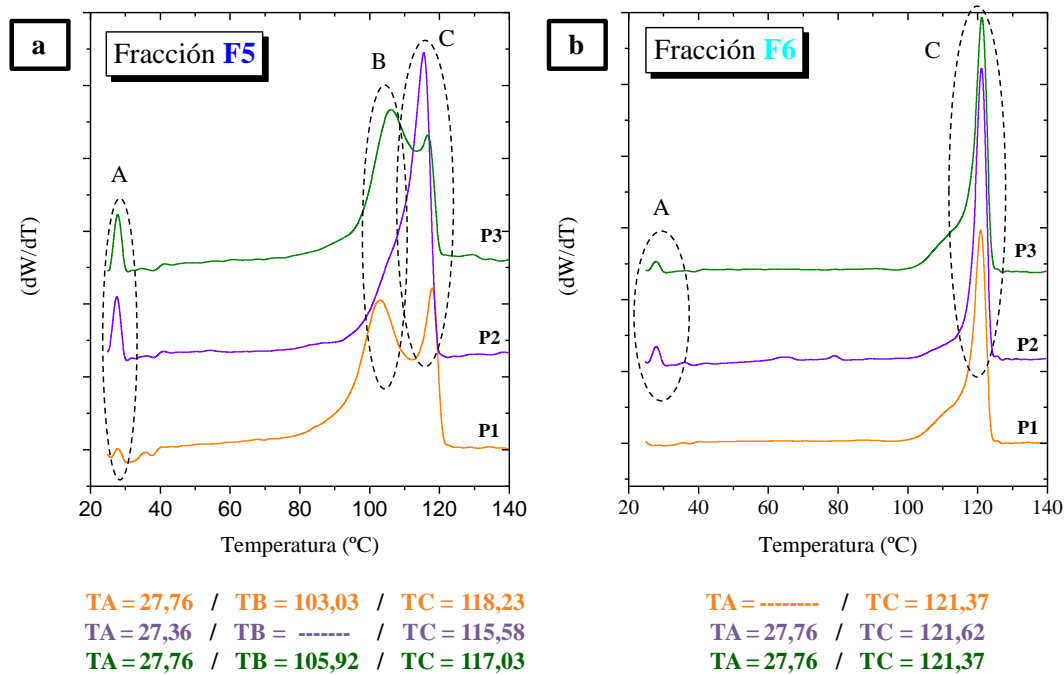 a
Fracción F5
A
B
C
P3
P2
P1
(dW/dT)
20 40 60 80 100 120 140
Temperatura (ºC)
TA = 27,76 / TB = 103,03 / TC = 118,23
TA = 27,36 / TB = ------- / TC = 115,58
TA = 27,76 / TB = 105,92 / TC = 117,03
b
Fracción F6
A
C
P3
P2
P1
(dW/dT)
20 40 60 80 100 120 140
Temperatura (ºC)
TA = -------- / TC = 121,37
TA = 27,76 / TC = 121,62
TA = 27,76 / TC = 121,37